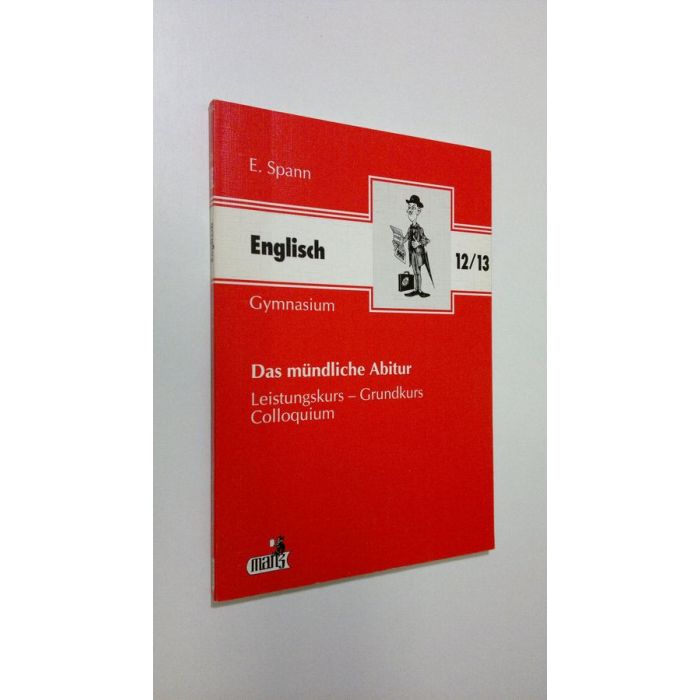 E. Spann
Englisch
12/13
Gymnasium
Das mündliche Abitur
Leistungskurs – Grundkurs
Colloquium
manz